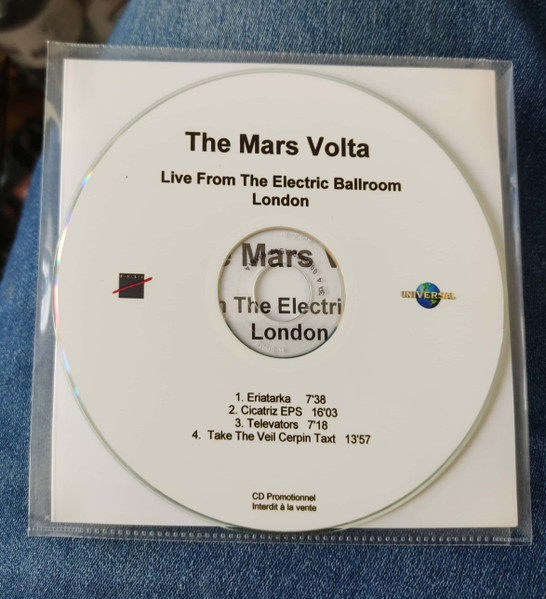 The Mars Volta
Live From The Electric Ballroom
London
Mars V
The Electri
London
UNIVERSAL
1. Eriatarka 7'38
2. Cicatriz EPS 16'03
3. Televators 7'18
4. Take The Veil Cerpin Taxt 13'57
CD Promotionnel
Interdit à la vente